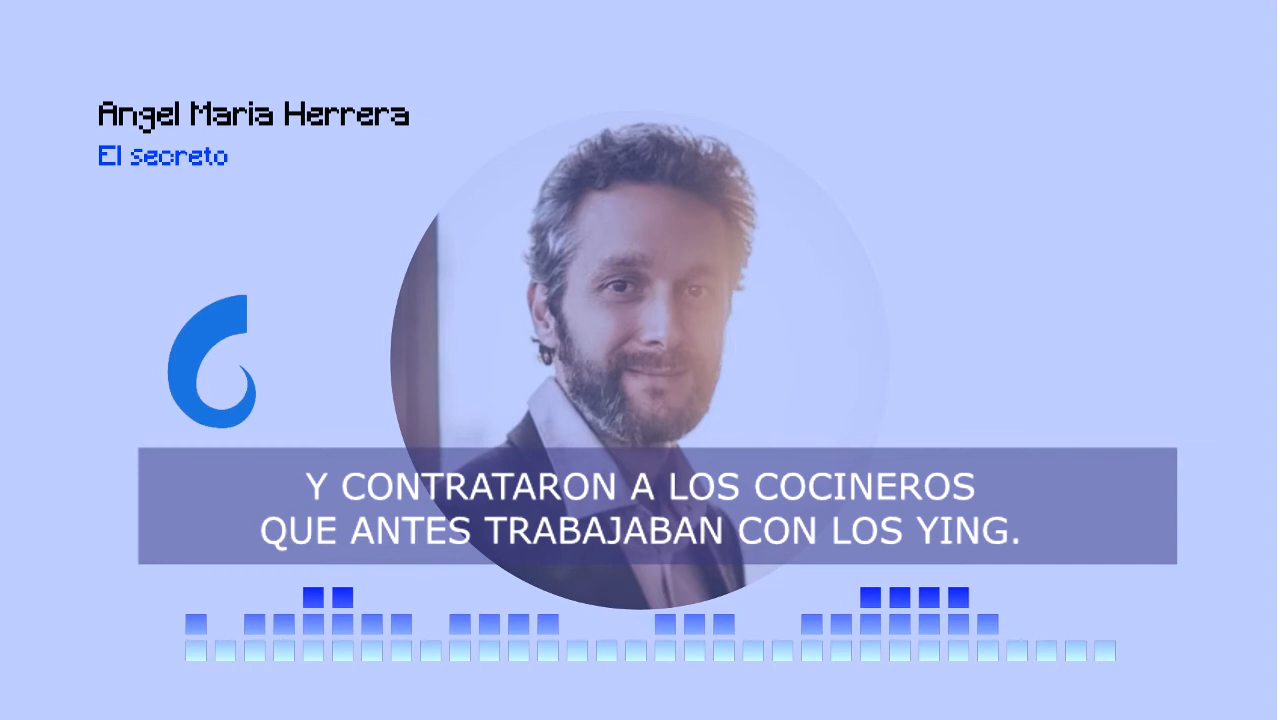 Angel Maria Herrera
El secreto
Y CONTRATARON A LOS COCINEROS
QUE ANTES TRABAJABAN CON LOS YING.